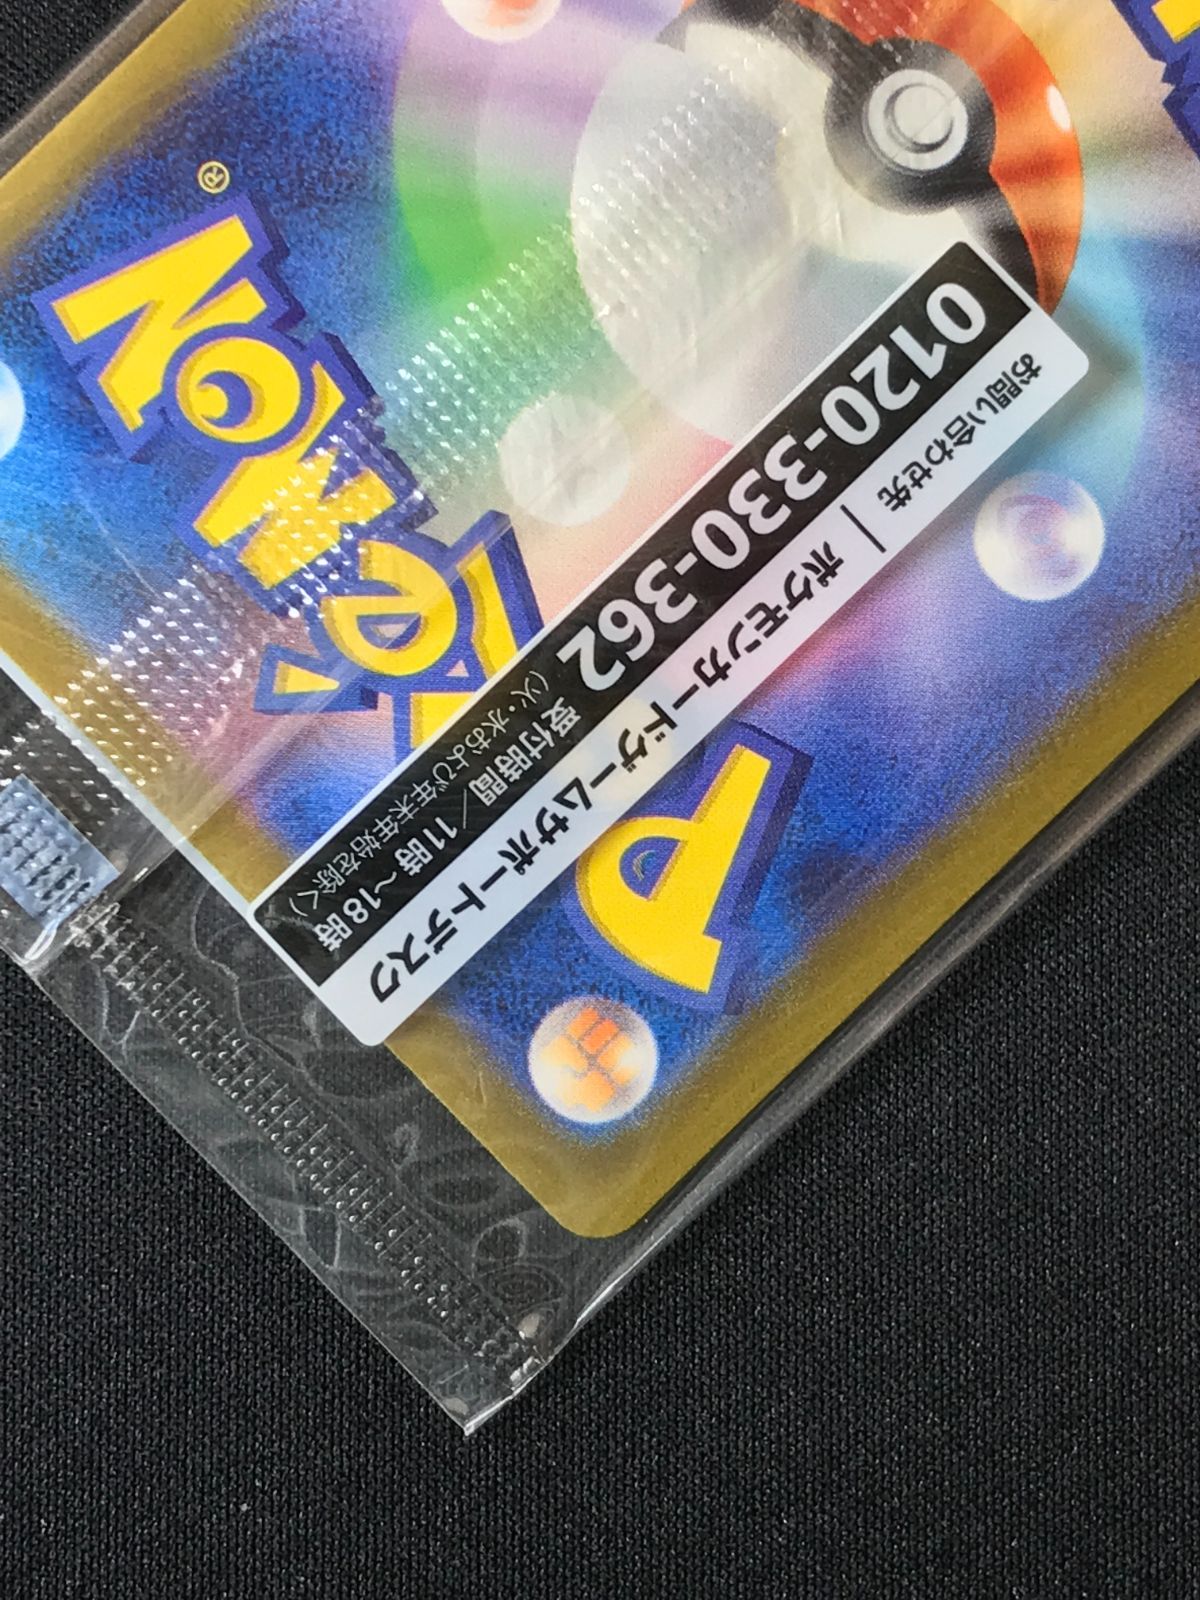 お問い合わせ先 | ポケモンカードゲームサポートデスク
0120-330-362
受付時間／11時～18時
(火・水および年末年始を除く)
POKéMON®